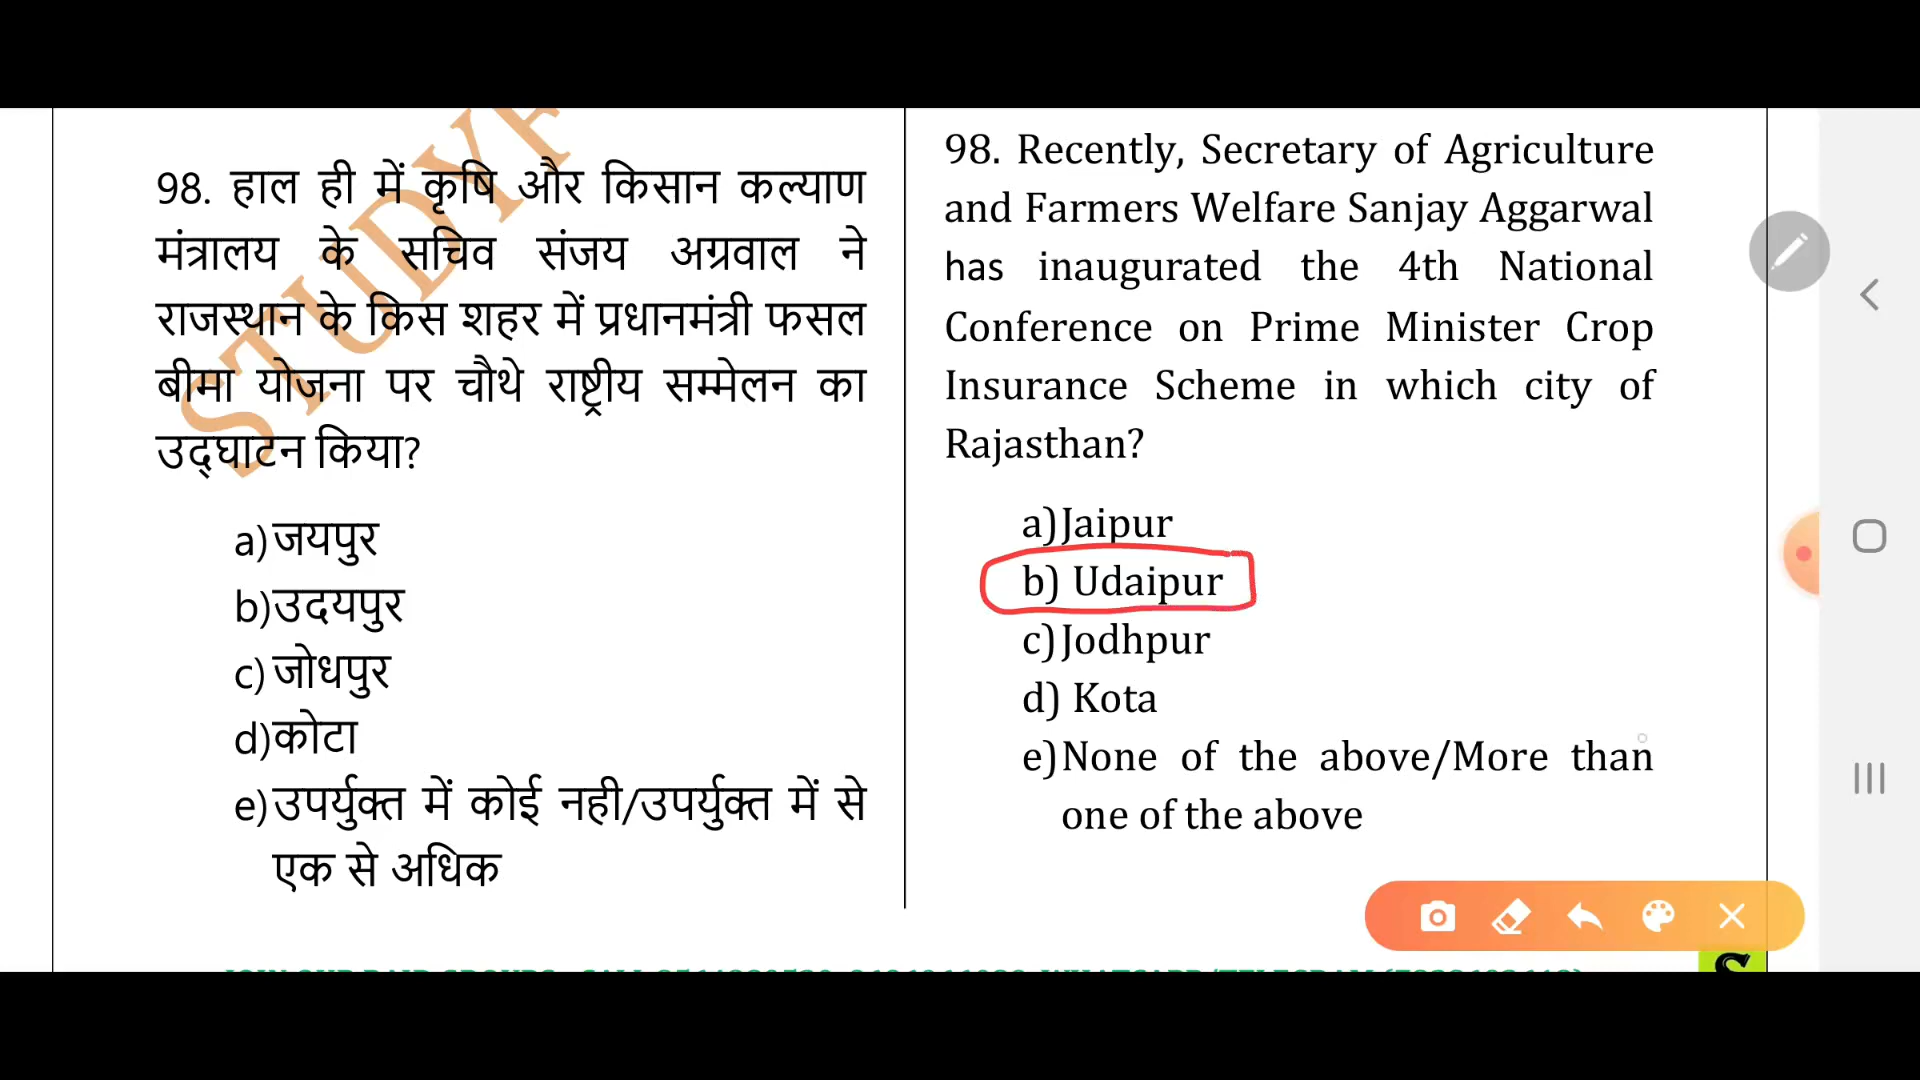 98. हाल ही में कृषि और किसान कल्याण
मंत्रालय के सचिव संजय अग्रवाल ने
राजस्थान के किस शहर में प्रधानमंत्री फसल
बीमा योजना पर चौथे राष्ट्रीय सम्मेलन का
उद्घाटन किया?
a) जयपुर
b) उदयपुर
c) जोधपुर
d) कोटा
e) उपर्युक्त में कोई नही/उपर्युक्त में से
एक से अधिक
98. Recently, Secretary of Agriculture
and Farmers Welfare Sanjay Aggarwal
has inaugurated the 4th National
Conference on Prime Minister Crop
Insurance Scheme in which city of
Rajasthan?
a) Jaipur
b) Udaipur
c) Jodhpur
d) Kota
e) None of the above/More than
one of the above